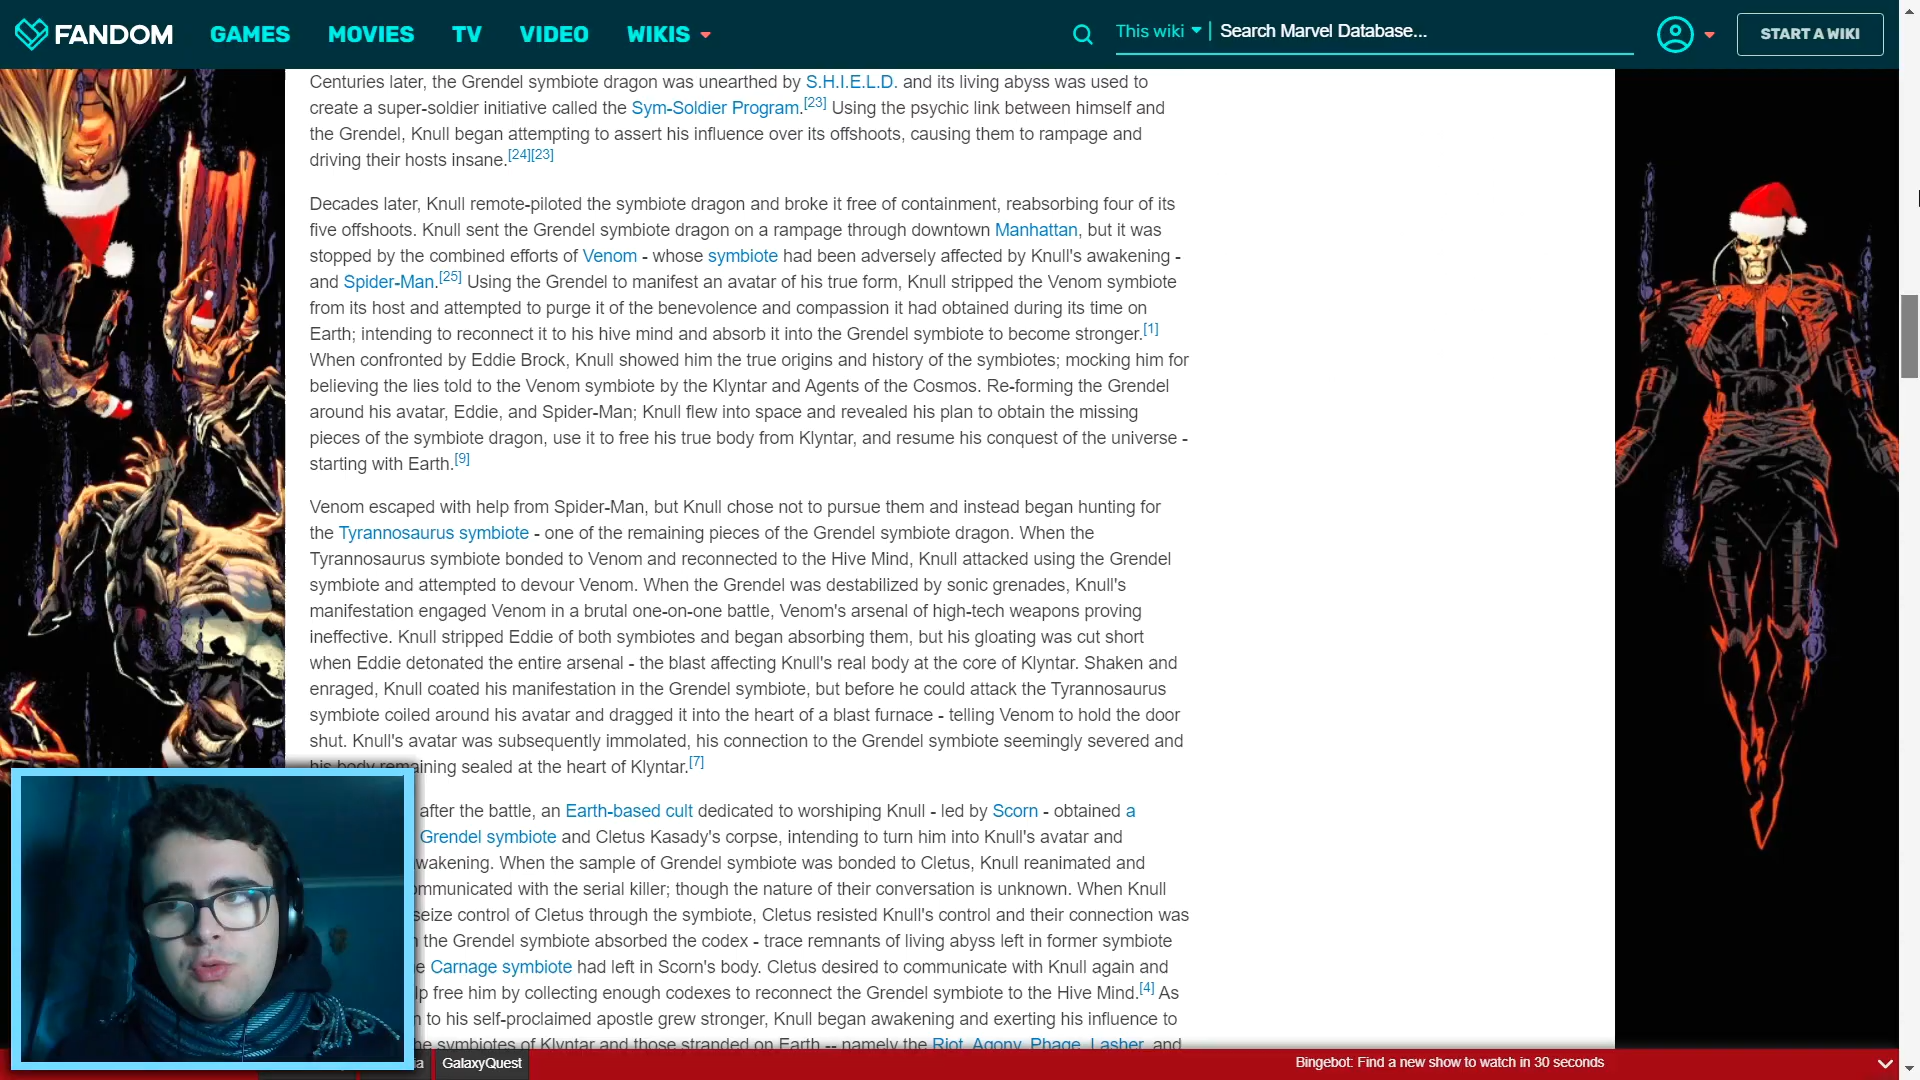 FANDOM GAMES MOVIES TV VIDEO WIKIS This wiki Search Marvel Database... START A WIKI
Centuries later, the Grendel symbiote dragon was unearthed by S.H.I.E.L.D. and its living abyss was used to
create a super-soldier initiative called the Sym-Soldier Program.[23] Using the psychic link between himself and
the Grendel, Knull began attempting to assert his influence over its offshoots, causing them to rampage and
driving their hosts insane.[24][23]
Decades later, Knull remote-piloted the symbiote dragon and broke it free of containment, reabsorbing four of its
five offshoots. Knull sent the Grendel symbiote dragon on a rampage through downtown Manhattan, but it was
stopped by the combined efforts of Venom - whose symbiote had been adversely affected by Knull's awakening -
and Spider-Man.[25] Using the Grendel to manifest an avatar of his true form, Knull stripped the Venom symbiote
from its host and attempted to purge it of the benevolence and compassion it had obtained during its time on
Earth; intending to reconnect it to his hive mind and absorb it into the Grendel symbiote to become stronger.[1]
When confronted by Eddie Brock, Knull showed him the true origins and history of the symbiotes; mocking him for
believing the lies told to the Venom symbiote by the Klyntar and Agents of the Cosmos. Re-forming the Grendel
around his avatar, Eddie, and Spider-Man; Knull flew into space and revealed his plan to obtain the missing
pieces of the symbiote dragon, use it to free his true body from Klyntar, and resume his conquest of the universe -
starting with Earth.[9]
Venom escaped with help from Spider-Man, but Knull chose not to pursue them and instead began hunting for
the Tyrannosaurus symbiote - one of the remaining pieces of the Grendel symbiote dragon. When the
Tyrannosaurus symbiote bonded to Venom and reconnected to the Hive Mind, Knull attacked using the Grendel
symbiote and attempted to devour Venom. When the Grendel was destabilized by sonic grenades, Knull's
manifestation engaged Venom in a brutal one-on-one battle, Venom's arsenal of high-tech weapons proving
ineffective. Knull stripped Eddie of both symbiotes and began absorbing them, but his gloating was cut short
when Eddie detonated the entire arsenal - the blast affecting Knull's real body at the core of Klyntar. Shaken and
enraged, Knull coated his manifestation in the Grendel symbiote, but before he could attack the Tyrannosaurus
symbiote coiled around his avatar and dragged it into the heart of a blast furnace - telling Venom to hold the door
shut. Knull's avatar was subsequently immolated, his connection to the Grendel symbiote seemingly severed and
his body remaining sealed at the heart of Klyntar.[7]
after the battle, an Earth-based cult dedicated to worshiping Knull - led by Scorn - obtained a
Grendel symbiote and Cletus Kasady's corpse, intending to turn him into Knull's avatar and
wakening. When the sample of Grendel symbiote was bonded to Cletus, Knull reanimated and
ommunicated with the serial killer; though the nature of their conversation is unknown. When Knull
seize control of Cletus through the symbiote, Cletus resisted Knull's control and their connection was
the Grendel symbiote absorbed the codex - trace remnants of living abyss left in former symbiote
e Carnage symbiote had left in Scorn's body. Cletus desired to communicate with Knull again and
lp free him by collecting enough codexes to reconnect the Grendel symbiote to the Hive Mind.[4] As
to his self-proclaimed apostle grew stronger, Knull began awakening and exerting his influence to
he symbiotes of Klyntar and those stranded on Earth -- namely the Riot, Agony, Phage, Lasher, and
a GalaxyQuest Bingebot: Find a new show to watch in 30 seconds